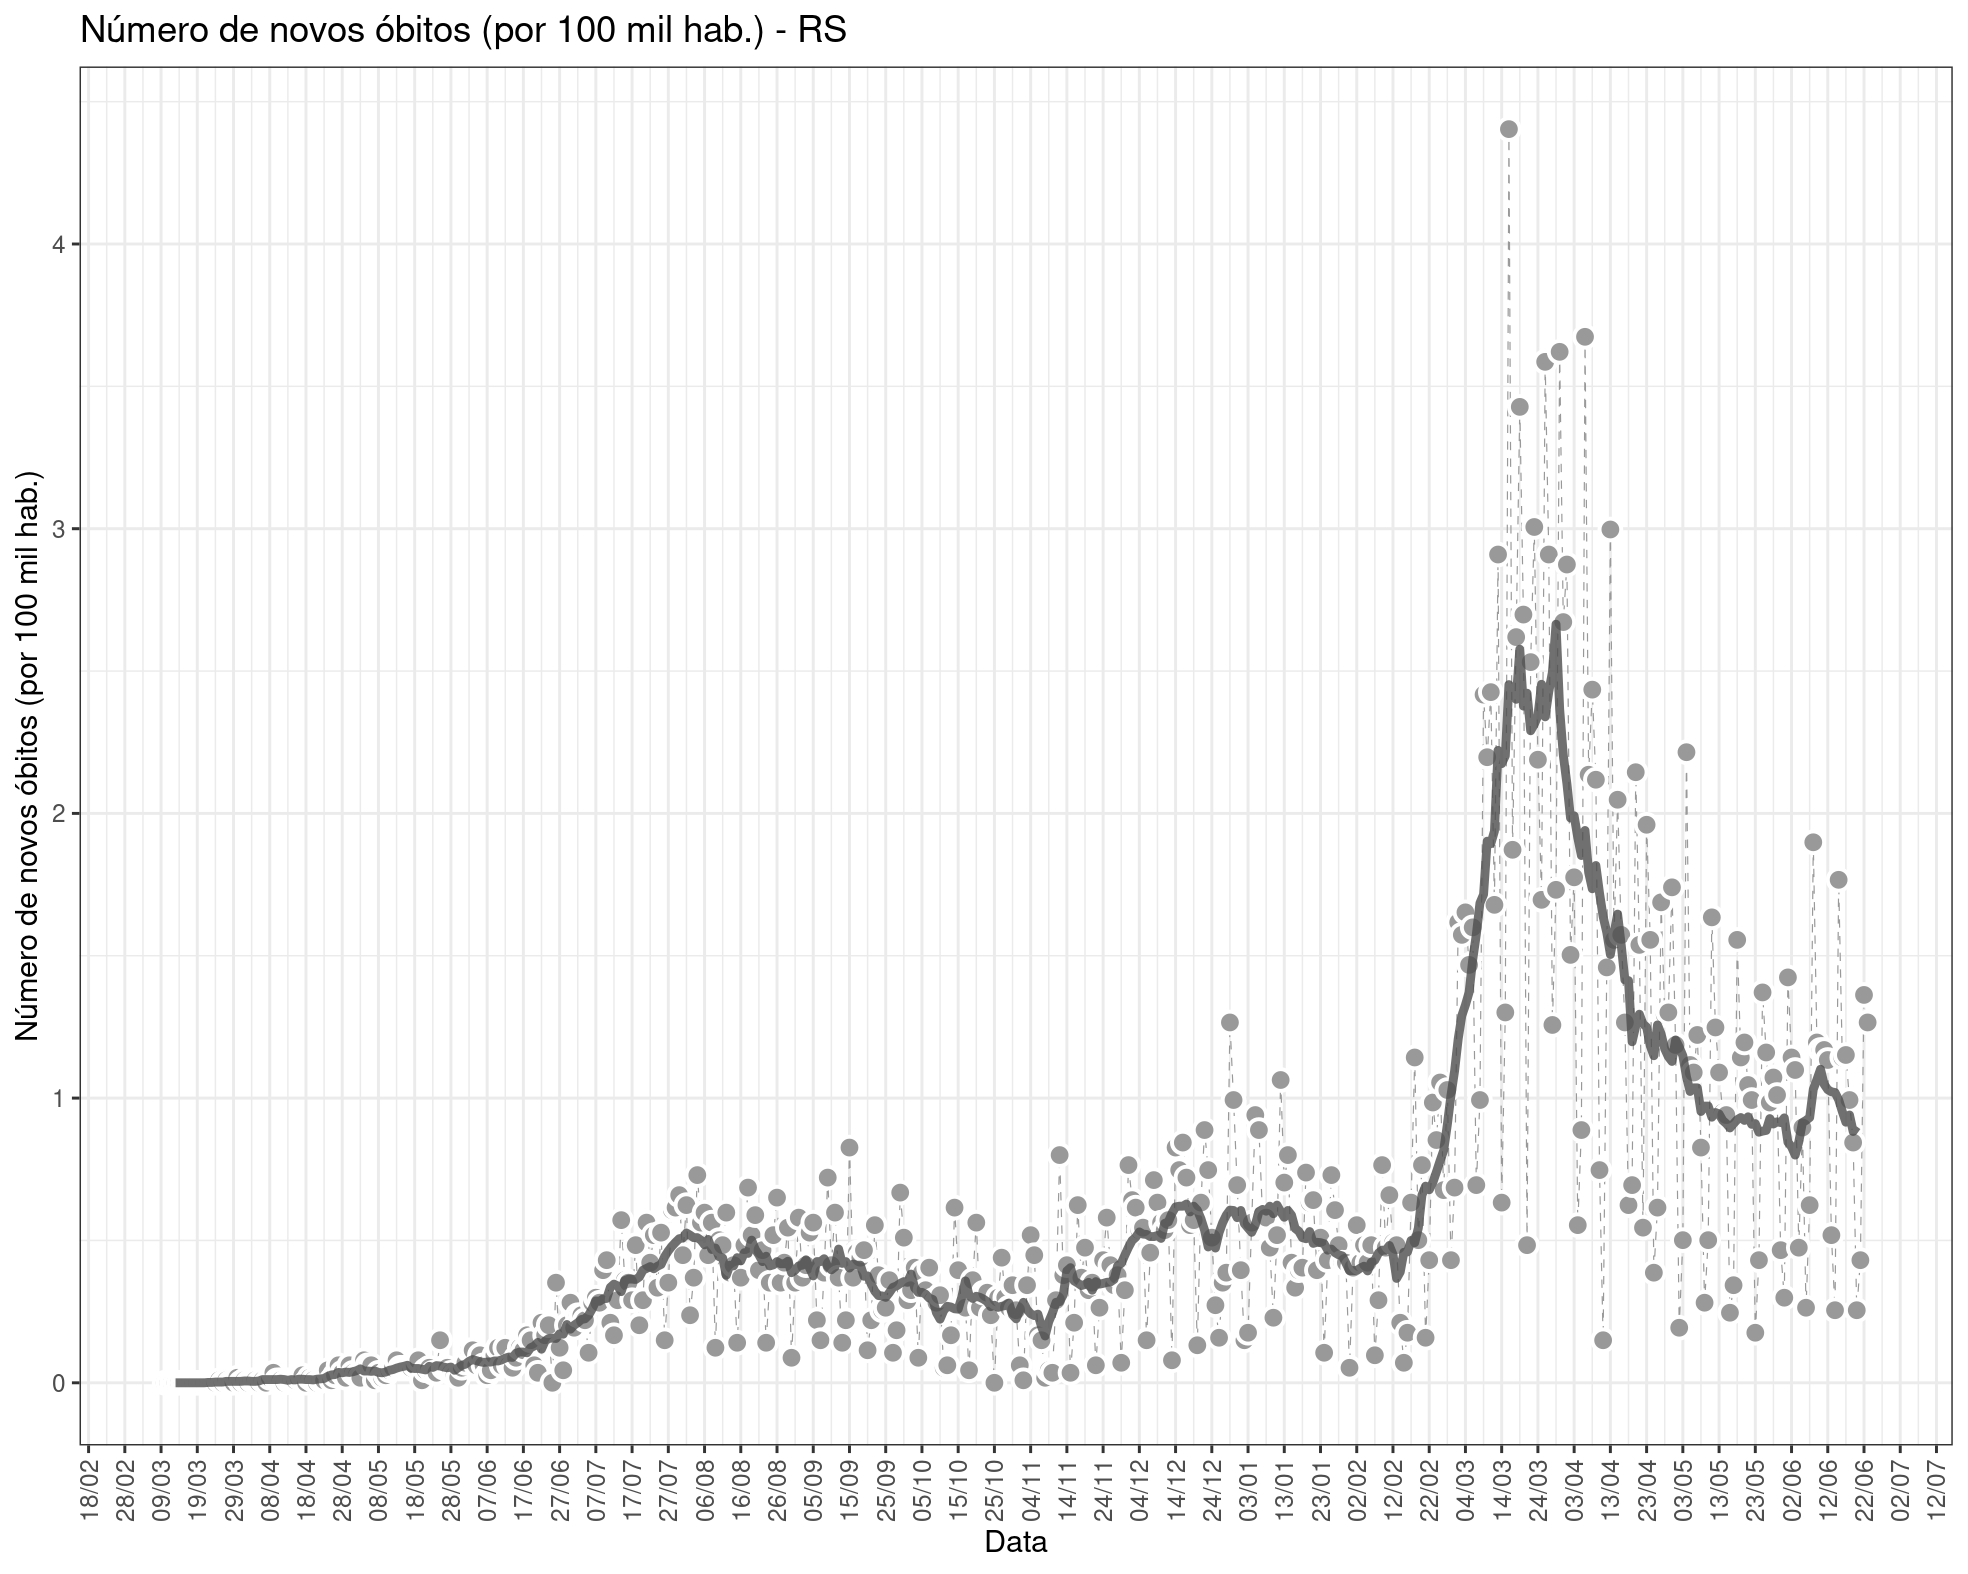 Número de novos óbitos (por 100 mil hab.) - RS
Número de novos óbitos (por 100 mil hab.)
4
3
2
1
0
18/02 28/02 09/03 19/03 29/03 08/04 18/04 28/04 08/05 18/05 28/05 07/06 17/06 27/06 07/07 17/07 27/07 06/08 16/08 26/08 05/09 15/09 25/09 05/10 15/10 25/10 04/11 14/11 24/11 04/12 14/12 24/12 03/01 13/01 23/01 02/02 12/02 22/02 04/03 14/03 24/03 03/04 13/04 23/04 03/05 13/05 23/05 02/06 12/06 22/06 02/07 12/07
Data